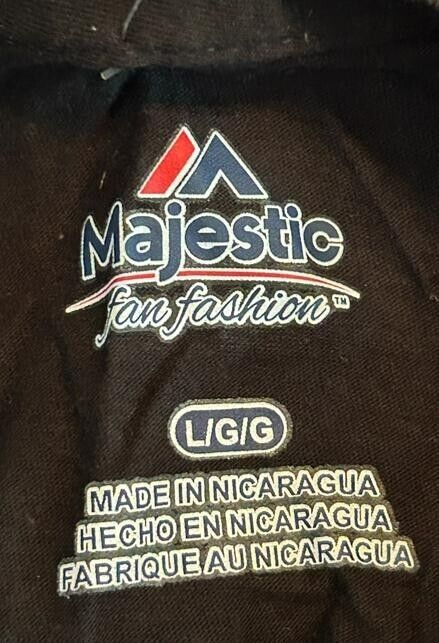 Majestic
fan fashion™
L/G/G
MADE IN NICARAGUA
HECHO EN NICARAGUA
FABRIQUE AU NICARAGUA